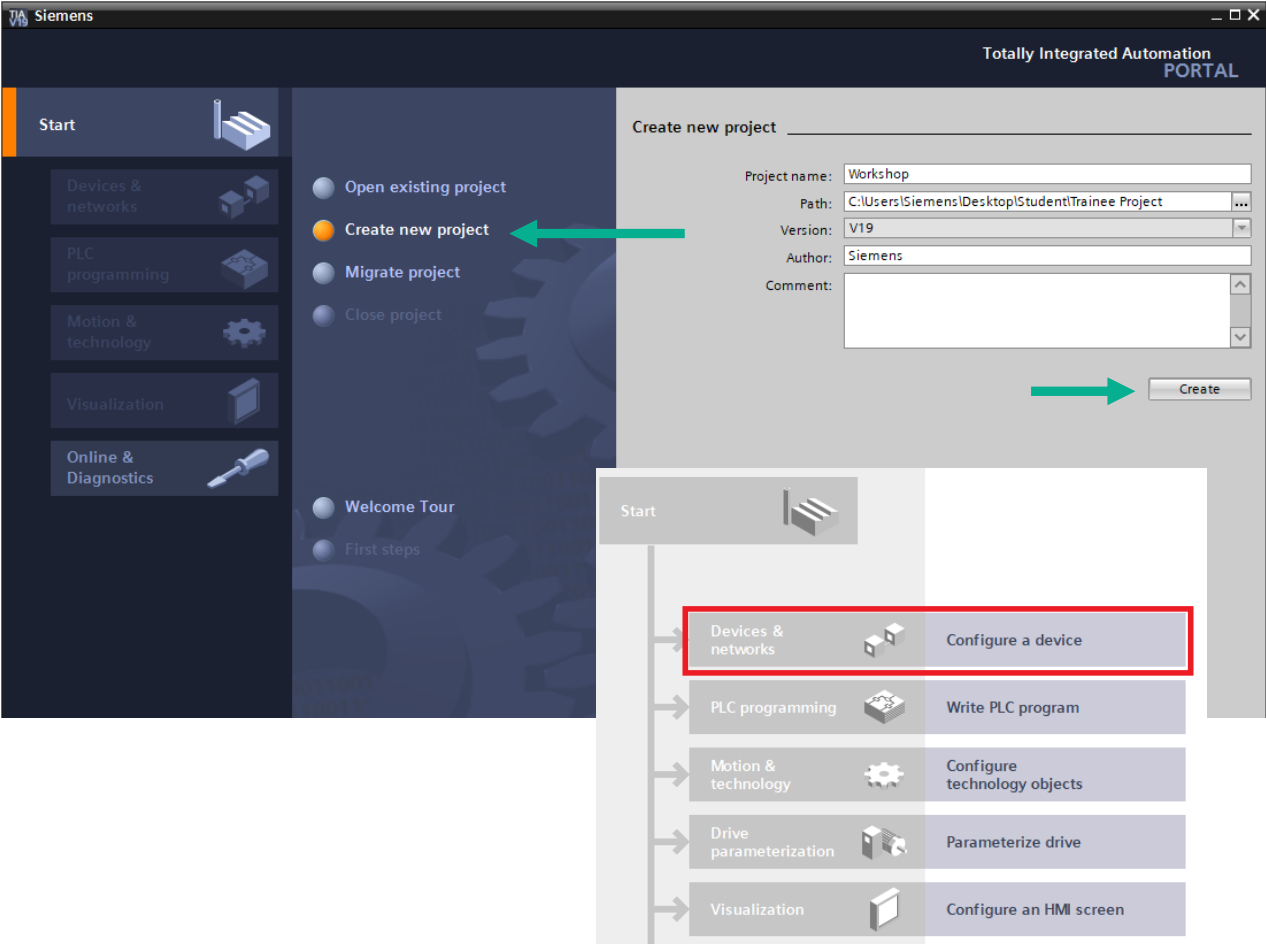 TIA V19 Siemens
Totally Integrated Automation
PORTAL
Start
Devices &
networks
PLC
programming
Motion &
technology
Visualization
Online &
Diagnostics
Open existing project
Create new project
Migrate project
Close project
Welcome Tour
First steps
Create new project
Project name: Workshop
Path: C:\Users\Siemens\Desktop\Student\Trainee Project ...
Version: V19
Author: Siemens
Comment:
Create
Start
Devices &
networks
Configure a device
PLC programming
Write PLC program
Motion &
technology
Configure
technology objects
Drive
parameterization
Parameterize drive
Visualization
Configure an HMI screen